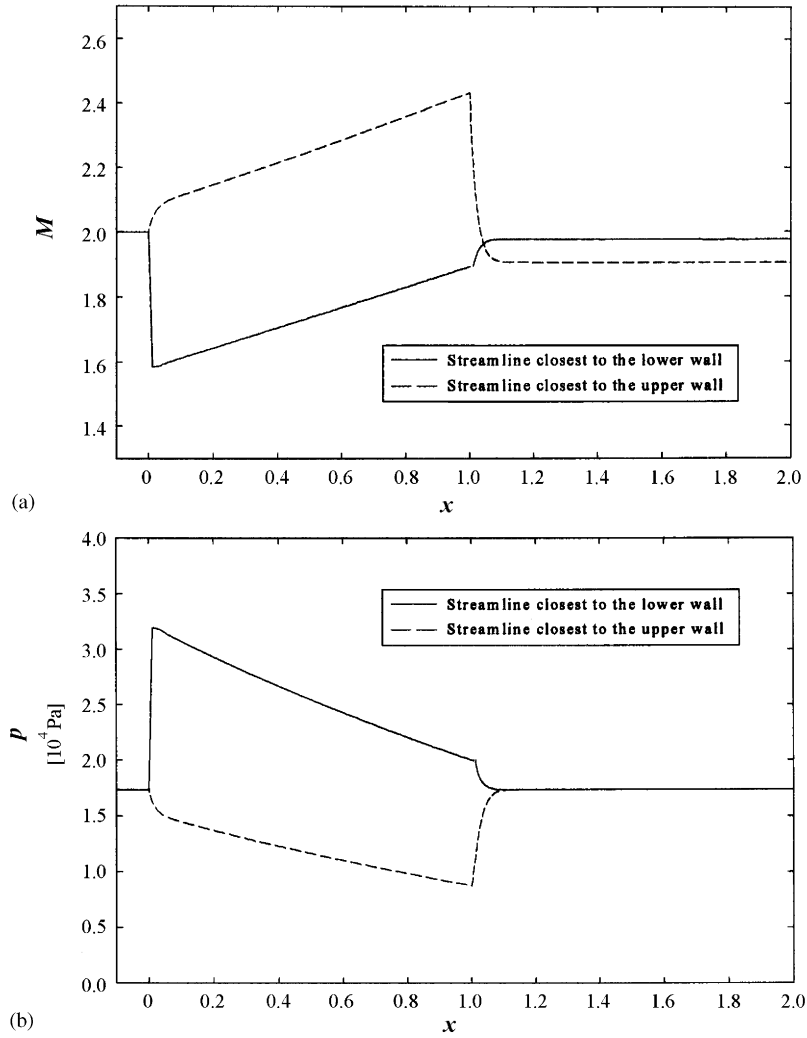 2.6
2.4
2.2
2.0
1.8
1.6
1.4
M
Streamline closest to the lower wall
Streamline closest to the upper wall
0 0.2 0.4 0.6 0.8 1.0 1.2 1.4 1.6 1.8 2.0
(a)
x
4.0
3.5
3.0
2.5
2.0
1.5
1.0
0.5
0.0
p
[10⁴Pa]
Streamline closest to the lower wall
Streamline closest to the upper wall
0 0.2 0.4 0.6 0.8 1.0 1.2 1.4 1.6 1.8 2.0
(b)
x